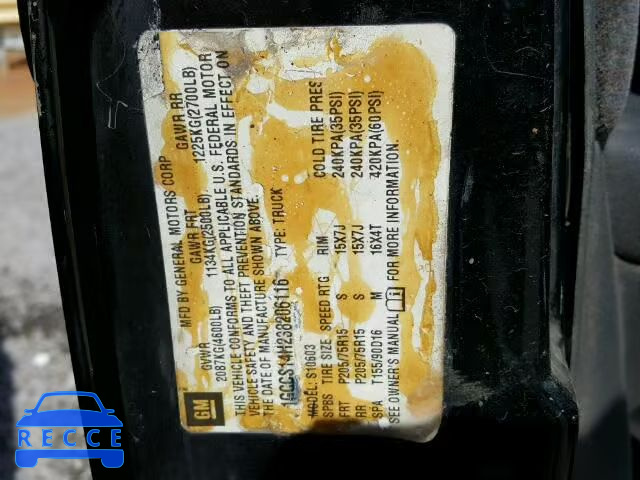 GM
MFD BY GENERAL MOTORS CORP
GVWR GAWR FRT GAWR RR
2087KG(4600LB) 1134KG(2500LB) 1225KG(2700LB)
THIS VEHICLE CONFORMS TO ALL APPLICABLE U.S. FEDERAL MOTOR
VEHICLE SAFETY AND THEFT PREVENTION STANDARDS IN EFFECT ON
THE DATE OF MANUFACTURE SHOWN ABOVE.
1GCCS14H238206116 TYPE: TRUCK
MODEL: S10603
SPBS TIRE SIZE SPEED RTG RIM COLD TIRE PRES
FRT P205/75R15 S 15X7J 240KPA(35PSI)
RR P205/75R15 S 15X7J 240KPA(35PSI)
SPA T155/90D16 M 16X4T 420KPA(60PSI)
SEE OWNER'S MANUAL FOR MORE INFORMATION.
RECCE